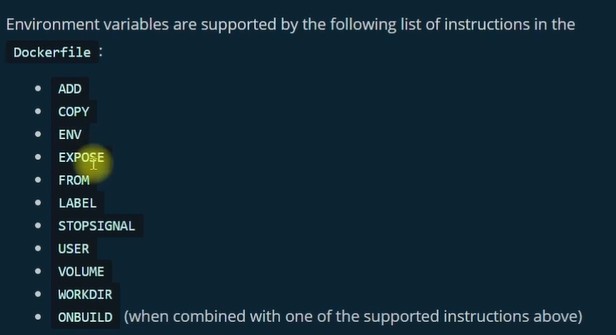 Environment variables are supported by the following list of instructions in the
Dockerfile :
• ADD
• COPY
• ENV
• EXPOSE
• FROM
• LABEL
• STOPSIGNAL
• USER
• VOLUME
• WORKDIR
• ONBUILD (when combined with one of the supported instructions above)